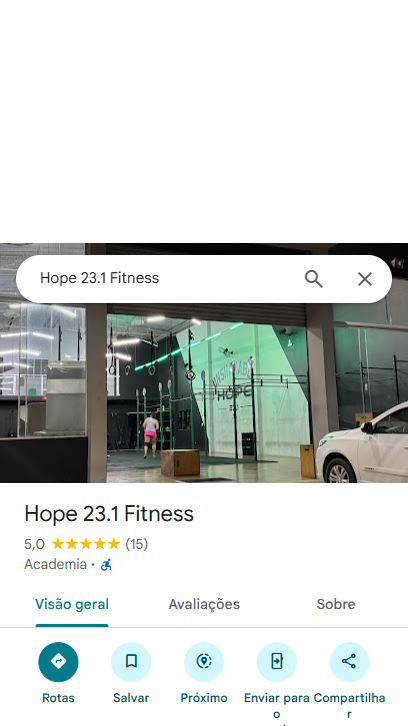 Hope 23.1 Fitness
HOPE
Hope 23.1 Fitness
5,0 (15)
Academia •
Visão geral
Avaliações
Sobre
Rotas
Salvar
Próximo
Enviar para o
Compartilhar